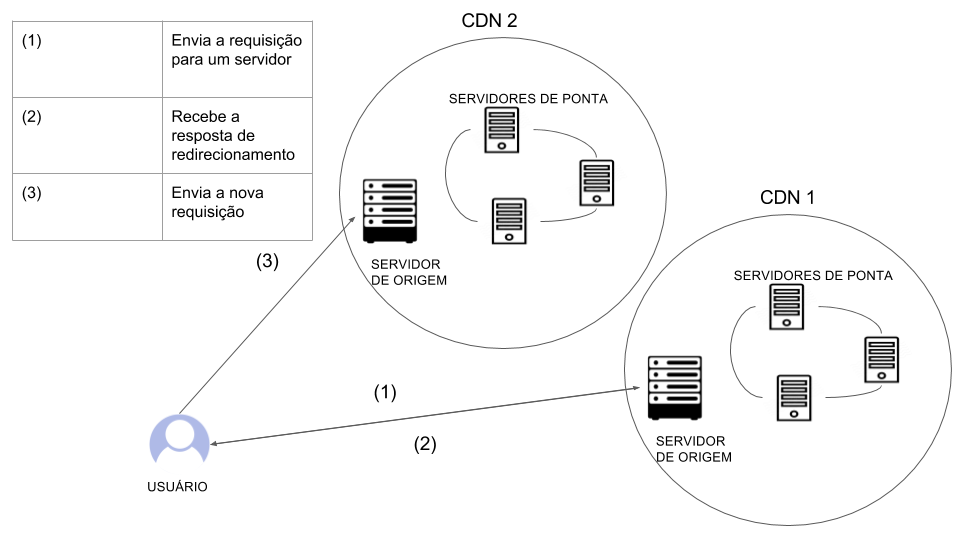 CDN 2
(1)
Envia a requisição
para um servidor
(2)
Recebe a
resposta de
redirecionamento
(3)
Envia a nova
requisição
SERVIDORES DE PONTA
SERVIDOR
DE ORIGEM
(3)
CDN 1
SERVIDORES DE PONTA
SERVIDOR
DE ORIGEM
(1)
(2)
USUÁRIO